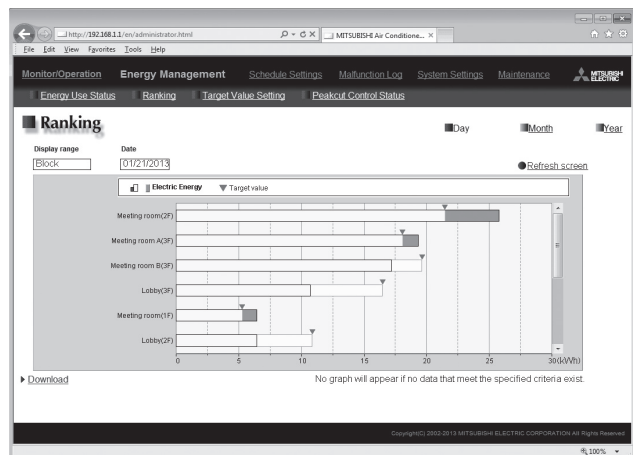 http://192.168.1.1/en/administrator.html
MITSUBISHI Air Conditione...
File Edit View Favorites Tools Help
Monitor/Operation Energy Management Schedule Settings Malfunction Log System Settings Maintenance
MITSUBISHI ELECTRIC
Energy Use Status Ranking Target Value Setting Peakcut Control Status
Ranking
Day Month Year
Display range Date
Block 01/21/2013
Refresh screen
Electric Energy Target value
Meeting room(2F)
Meeting room A(3F)
Meeting room B(3F)
Lobby(3F)
Meeting room(1F)
Lobby(2F)
0 5 10 15 20 25 30(kWh)
Download
No graph will appear if no data that meet the specified criteria exist.
Copyright(C) 2002-2013 MITSUBISHI ELECTRIC CORPORATION All Rights Reserved
100%